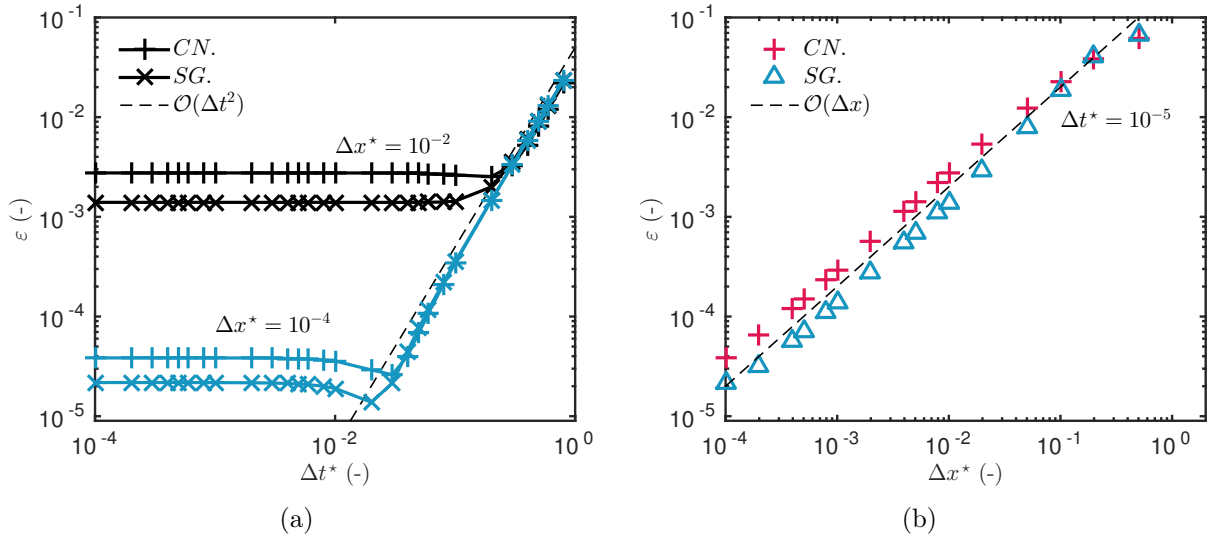 10^{-1}
10^{-2}
10^{-3}
10^{-4}
10^{-5}
ε (-)
CN.
SG.
O(Δt^2)
Δx^⋆ = 10^{-2}
Δx^⋆ = 10^{-4}
10^{-4}
10^{-2}
10^0
Δt^⋆ (-)
(a)
10^{-1}
10^{-2}
10^{-3}
10^{-4}
10^{-5}
ε (-)
CN.
SG.
O(Δx)
Δt^⋆ = 10^{-5}
10^{-4}
10^{-3}
10^{-2}
10^{-1}
10^0
Δx^⋆ (-)
(b)